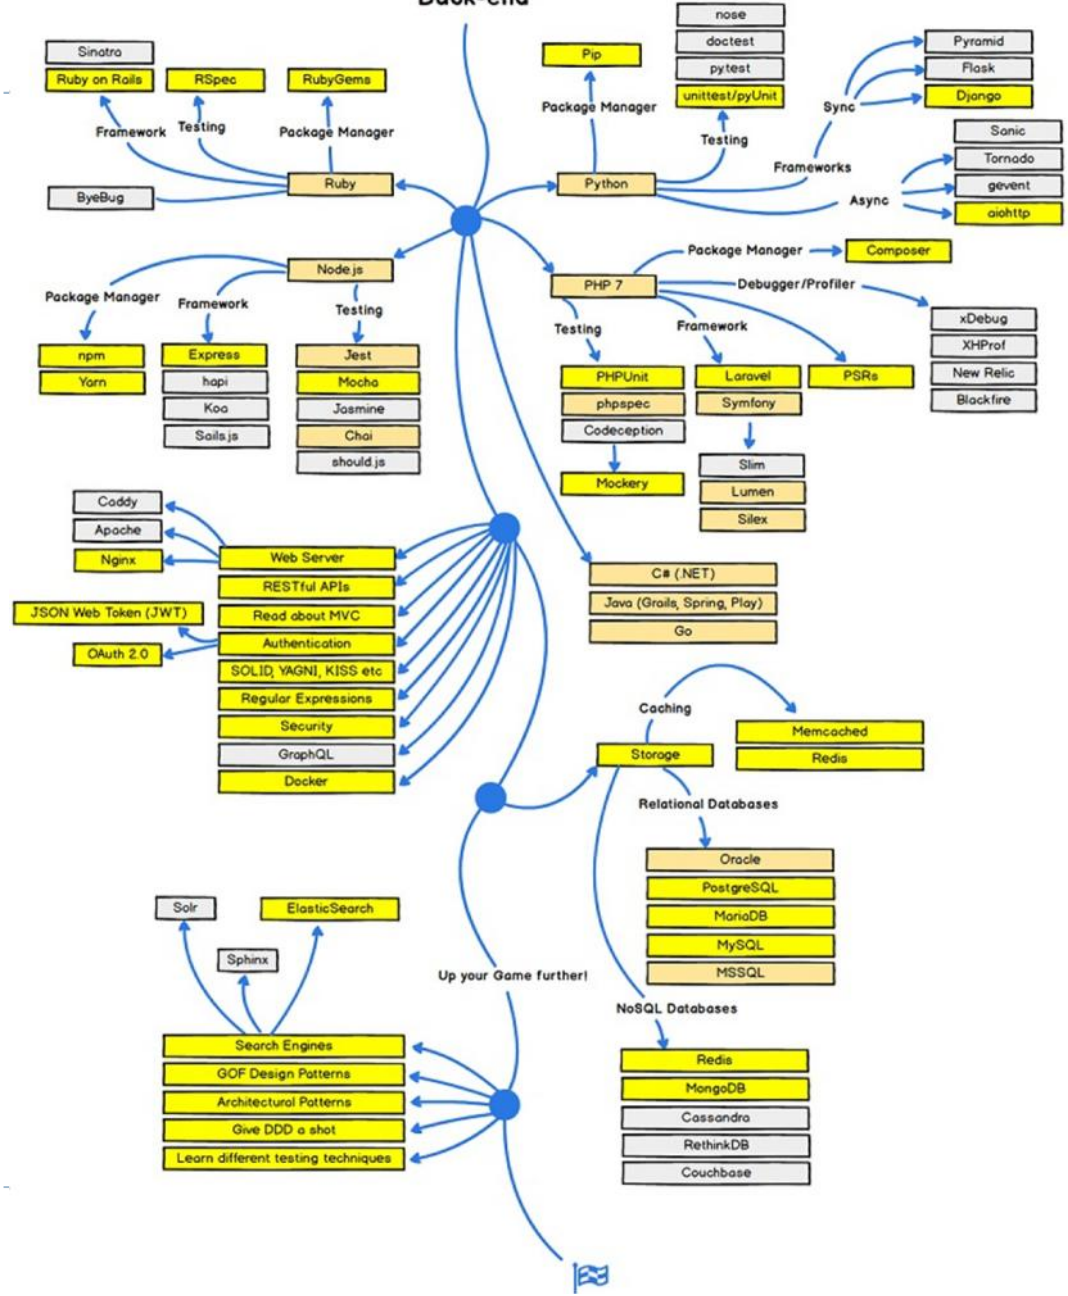 Back-end
Sinatra
Ruby on Rails
RSpec
RubyGems
Framework
Testing
Package Manager
ByeBug
Ruby
Pip
Package Manager
nose
doctest
pytest
unittest/pyUnit
Testing
Python
Pyramid
Flask
Django
Sync
Frameworks
Async
Sanic
Tornado
gevent
aiohttp
Node.js
Package Manager
Framework
Testing
npm
Yarn
Express
hapi
Koa
Sails.js
Jest
Mocha
Jasmine
Chai
should.js
PHP 7
Package Manager
Composer
Debugger/Profiler
xDebug
XHProf
New Relic
Blackfire
Testing
Framework
PHPUnit
phpspec
Codeception
Mockery
Laravel
Symfony
Slim
Lumen
Silex
PSRs
Caddy
Apache
Nginx
JSON Web Token (JWT)
OAuth 2.0
Web Server
RESTful APIs
Read about MVC
Authentication
SOLID, YAGNI, KISS etc
Regular Expressions
Security
GraphQL
Docker
C# (.NET)
Java (Grails, Spring, Play)
Go
Caching
Memcached
Redis
Storage
Relational Databases
Oracle
PostgreSQL
MariaDB
MySQL
MSSQL
NoSQL Databases
Redis
MongoDB
Cassandra
RethinkDB
Couchbase
Up your Game further!
Solr
Sphinx
ElasticSearch
Search Engines
GOF Design Patterns
Architectural Patterns
Give DDD a shot
Learn different testing techniques